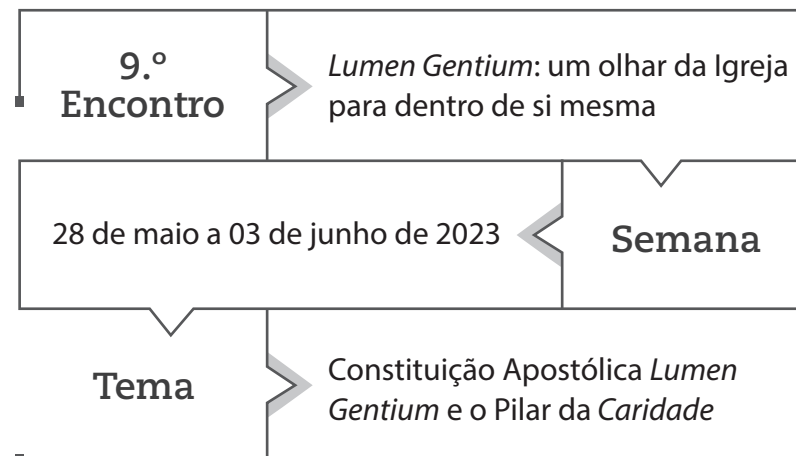 9.º
Encontro
Lumen Gentium: um olhar da Igreja
para dentro de si mesma
28 de maio a 03 de junho de 2023
Semana
Tema
Constituição Apostólica Lumen
Gentium e o Pilar da Caridade